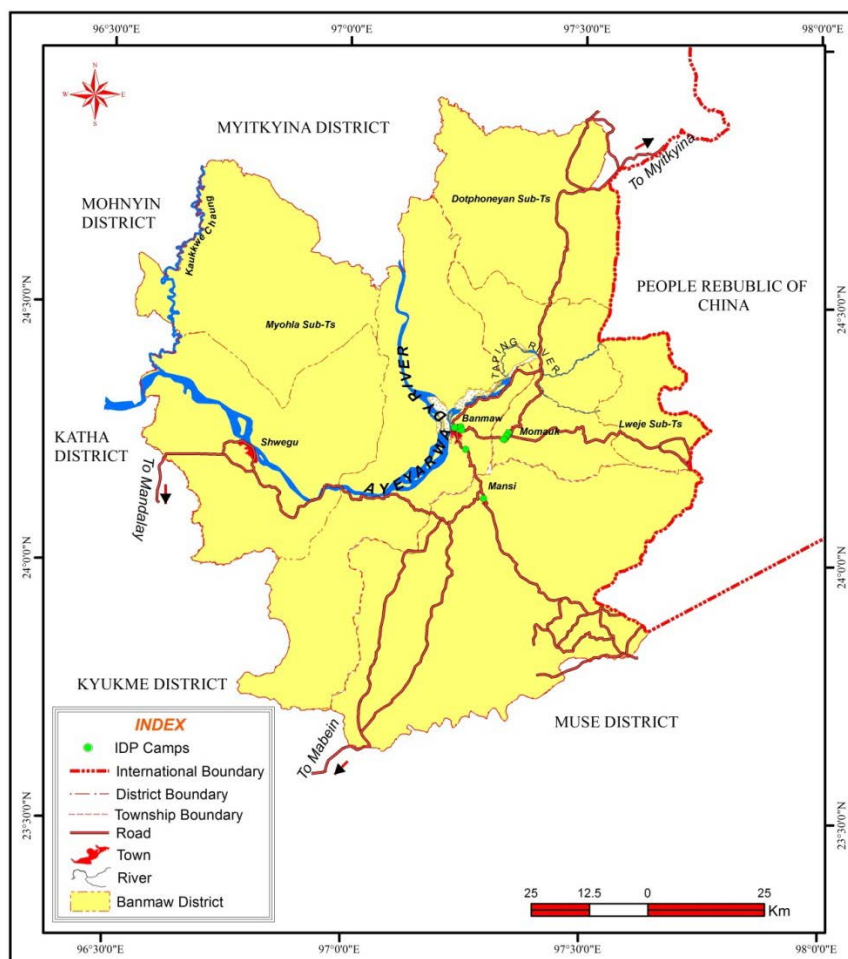 96°30'0"E 97°0'0"E 97°30'0"E 98°0'0"E
N
W E
S
MYITKYINA DISTRICT
To Myitkyina
MOHNYIN
DISTRICT
Kaukkwe Chaung
Dotphoneyan Sub-Ts
24°30'0"N
24°30'0"N
PEOPLE REBUBLIC OF
CHINA
Myohla Sub-Ts
TAPING RIVER
AYEYARWADY RIVER
Banmaw
Momauk
Lweje Sub-Ts
KATHA
DISTRICT
Shwegu
To Mandalay
Mansi
24°0'0"N
24°0'0"N
KYUKME DISTRICT
MUSE DISTRICT
To Mabein
INDEX
IDP Camps
International Boundary
District Boundary
Township Boundary
Road
Town
River
Banmaw District
23°30'0"N
23°30'0"N
25 12.5 0 25
Km
96°30'0"E 97°0'0"E 97°30'0"E 98°0'0"E